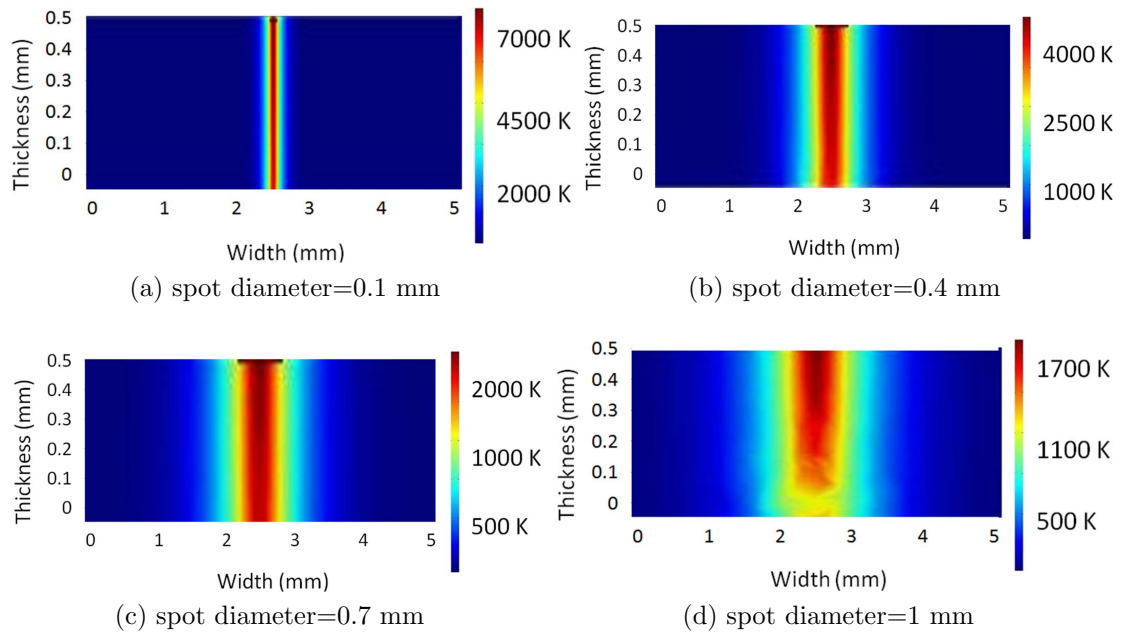 0.5
0.4
0.3
0.2
0.1
0
Thickness (mm)
0 1 2 3 4 5
Width (mm)
7000 K
4500 K
2000 K
(a) spot diameter=0.1 mm
0.5
0.4
0.3
0.2
0.1
0
Thickness (mm)
0 1 2 3 4 5
Width (mm)
4000 K
2500 K
1000 K
(b) spot diameter=0.4 mm
0.5
0.4
0.3
0.2
0.1
0
Thickness (mm)
0 1 2 3 4 5
Width (mm)
2000 K
1000 K
500 K
(c) spot diameter=0.7 mm
0.5
0.4
0.3
0.2
0.1
0
Thickness (mm)
0 1 2 3 4 5
Width (mm)
1700 K
1100 K
500 K
(d) spot diameter=1 mm